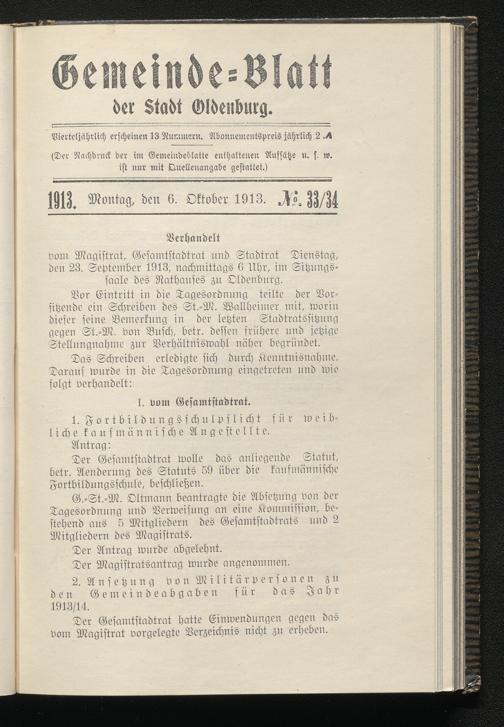 Gemeinde=Blatt
der Stadt Oldenburg.
Vierteljährlich erscheinen 13 Nummern. Abonnementspreis jährlich 2 ℳ
(Der Nachdruck der im Gemeindeblatte enthaltenen Aufsätze u. s. w.
ist nur mit Quellenangabe gestattet.)
1913. Montag, den 6. Oktober 1913. №. 33/34
Verhandelt
vom Magistrat, Gesamtstadtrat und Stadtrat Dienstag,
den 23. September 1913, nachmittags 6 Uhr, im Sitzungs-
saale des Rathauses zu Oldenburg.
Vor Eintritt in die Tagesordnung teilte der Vor-
sitzende ein Schreiben des St.-M. Wallheimer mit, worin
dieser seine Bemerkung in der letzten Stadtratssitzung
gegen St.-M. von Busch, betr. dessen frühere und jetzige
Stellungnahme zur Verhältniswahl näher begründet.
Das Schreiben erledigte sich durch Kenntnisnahme.
Darauf wurde in die Tagesordnung eingetreten und wie
folgt verhandelt:
I. vom Gesamtstadtrat.
1. Fortbildungsschulpflicht für weib-
liche kaufmännische Angestellte.
Antrag:
Der Gesamtstadtrat wolle das anliegende Statut,
betr. Aenderung des Statuts 59 über die kaufmännische
Fortbildungsschule, beschließen.
G.-St.-M. Oltmann beantragte die Absetzung von der
Tagesordnung und Verweisung an eine Kommission, be-
stehend aus 5 Mitgliedern des Gesamtstadtrats und 2
Mitgliedern des Magistrats.
Der Antrag wurde abgelehnt.
Der Magistratsantrag wurde angenommen.
2. Ansetzung von Militärpersonen zu
den Gemeindeabgaben für das Jahr
1913/14.
Der Gesamtstadtrat hatte Einwendungen gegen das
vom Magistrat vorgelegte Verzeichnis nicht zu erheben.